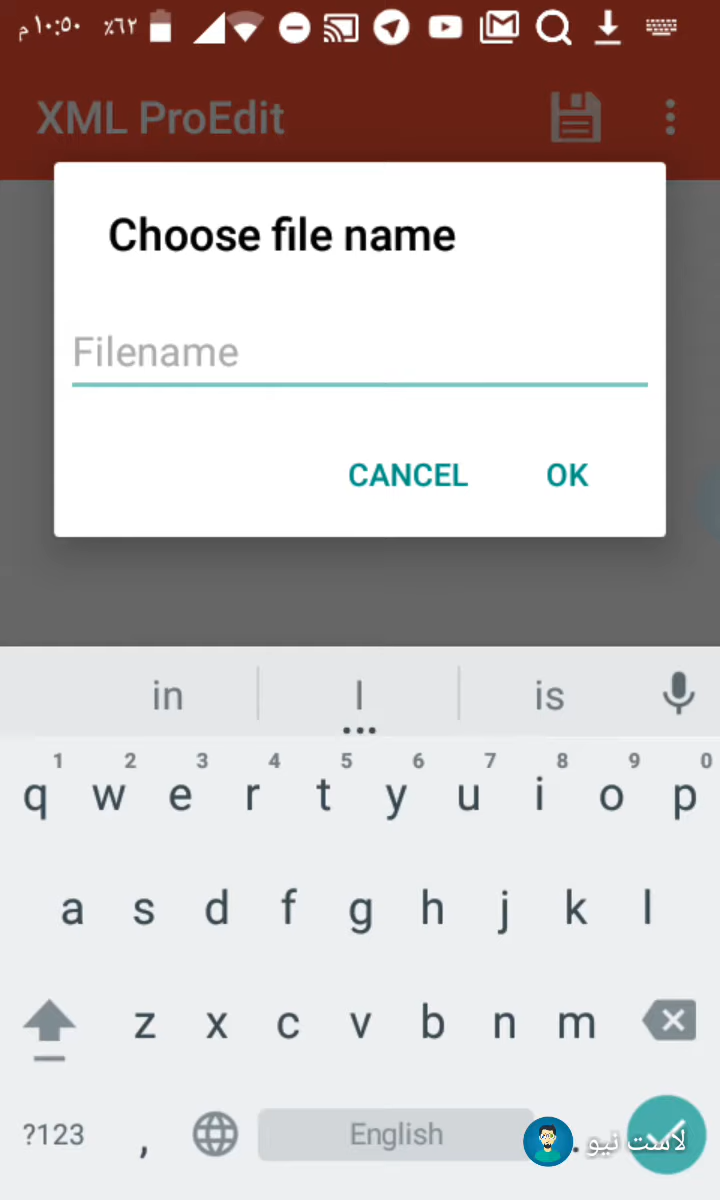 ١٠:٥٠ م ٪٦٢
XML ProEdit
Choose file name
Filename
CANCEL OK
in I is
1 2 3 4 5 6 7 8 9 0
q w e r t y u i o p
a s d f g h j k l
z x c v b n m
?123 , English .
لاست نيو